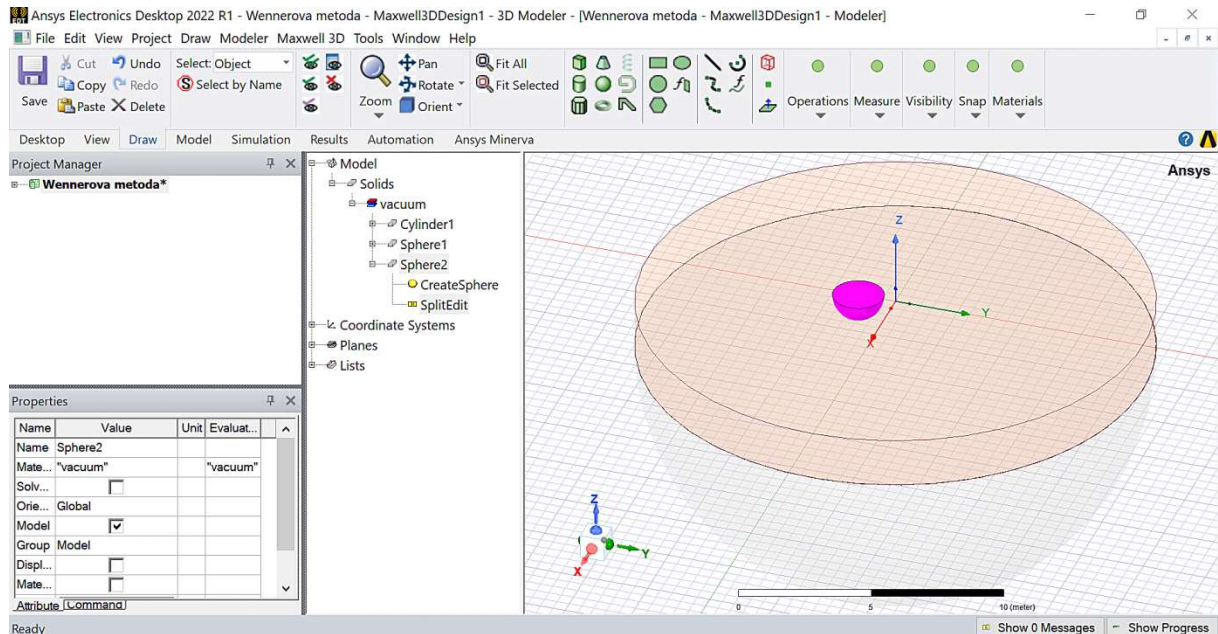 Ansys Electronics Desktop 2022 R1 - Wennerova metoda - Maxwell3DDesign1 - 3D Modeler - [Wennerova metoda - Maxwell3DDesign1 - Modeler]
File Edit View Project Draw Modeler Maxwell 3D Tools Window Help
Save
Cut Undo
Copy Redo
Paste Delete
Select: Object
Select by Name
Zoom
Pan
Rotate
Orient
Fit All
Fit Selected
Operations Measure Visibility Snap Materials
Desktop View Draw Model Simulation Results Automation Ansys Minerva
Project Manager
Wennerova metoda*
Model
Solids
vacuum
Cylinder1
Sphere1
Sphere2
CreateSphere
SplitEdit
Coordinate Systems
Planes
Lists
Properties
Name Value Unit Evaluat...
Name Sphere2
Mate... "vacuum" "vacuum"
Solv...
Orie... Global
Model
Group Model
Displ...
Mate...
Attribute Command
Ansys
Z
Y
X
Z
Y
X
0 5 10 (meter)
Ready
Show 0 Messages Show Progress